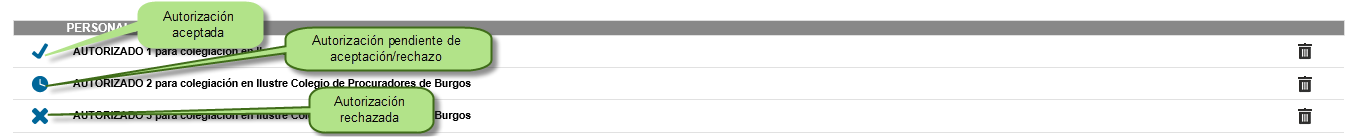 PERSONA
Autorización
aceptada
AUTORIZADO 1 para colegiación en
Autorización pendiente de
aceptación/rechazo
AUTORIZADO 2 para colegiación en Ilustre Colegio de Procuradores de Burgos
Autorización
rechazada
AUTORIZADO 3 para colegiación en Ilustre Burgos